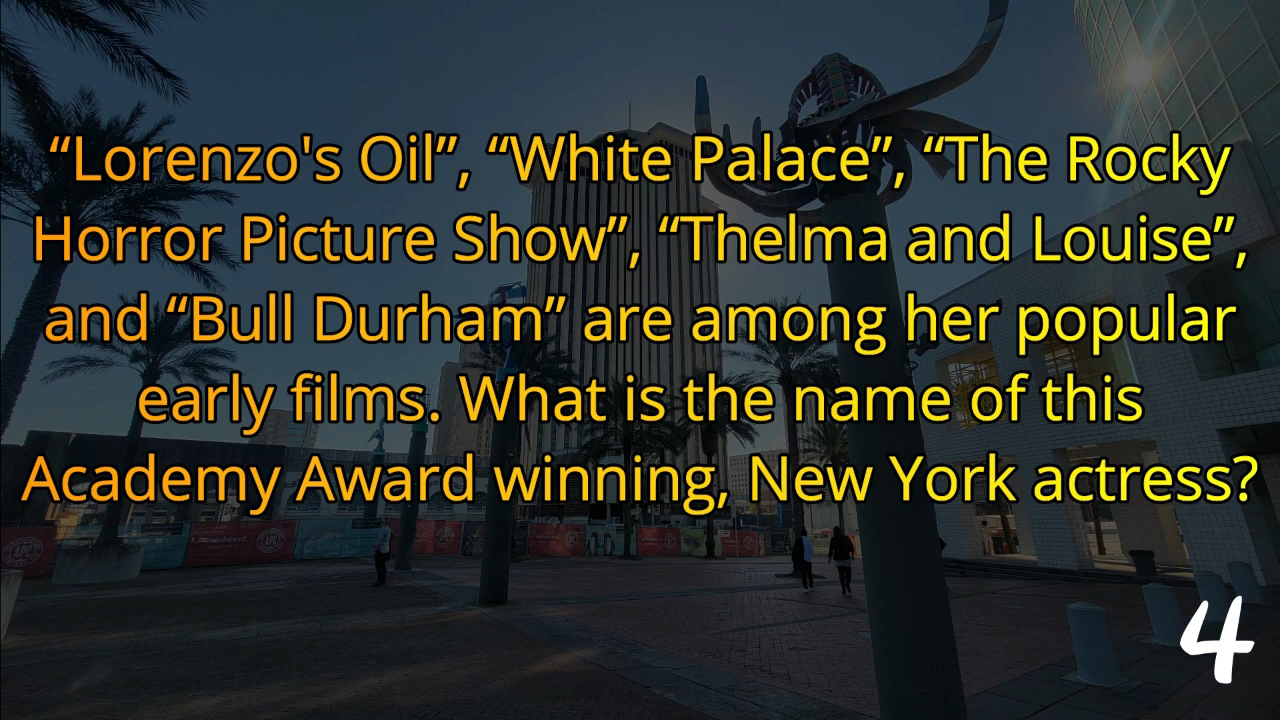 “Lorenzo's Oil”, “White Palace”, “The Rocky
Horror Picture Show”, “Thelma and Louise”,
and “Bull Durham” are among her popular
early films. What is the name of this
Academy Award winning, New York actress?
4